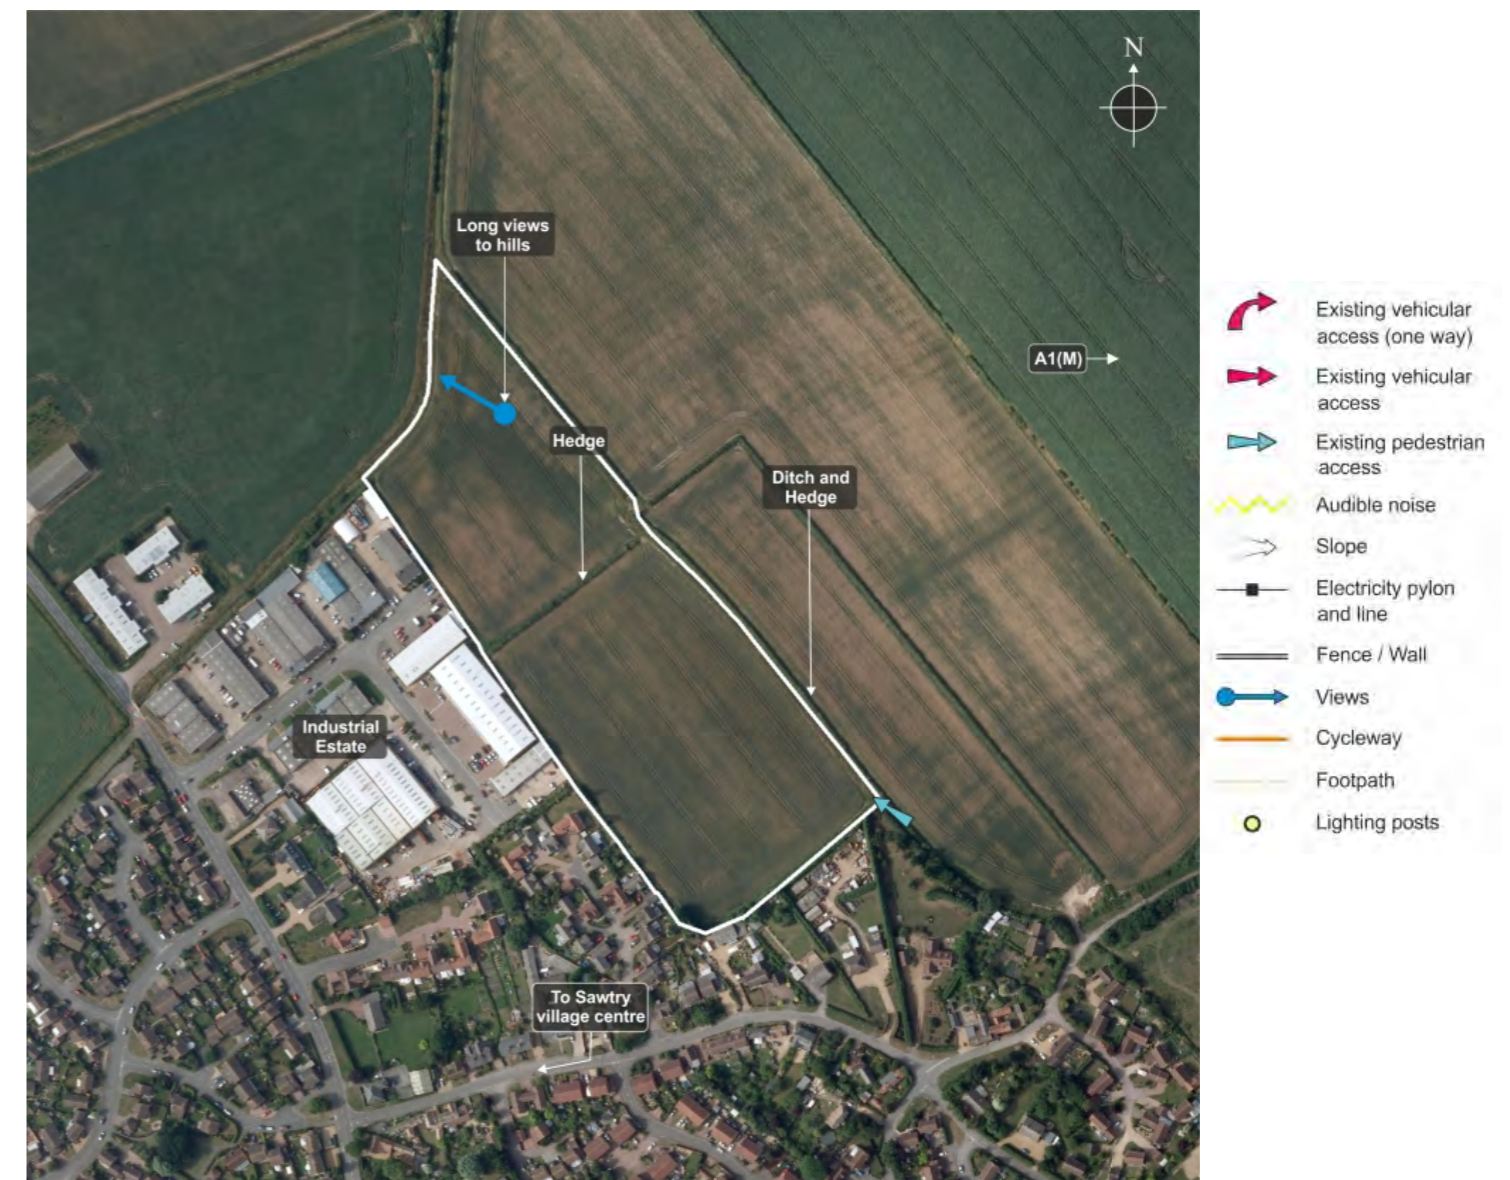 N
Long views
to hills
A1(M)
Hedge
Ditch and
Hedge
Industrial
Estate
To Sawtry
village centre
Existing vehicular
access (one way)
Existing vehicular
access
Existing pedestrian
access
Audible noise
Slope
Electricity pylon
and line
Fence / Wall
Views
Cycleway
Footpath
Lighting posts